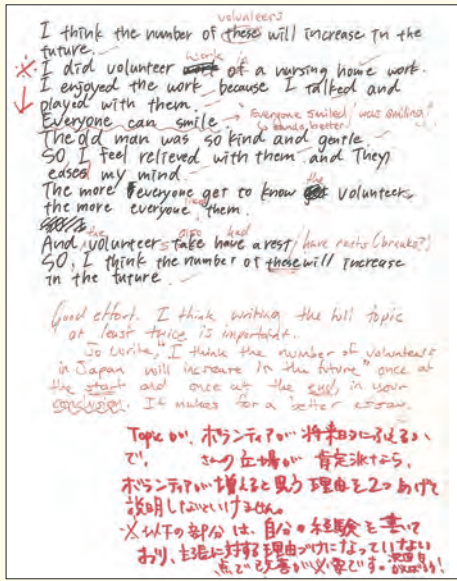 volunteers
I think the number of these will increase in the
future.
work
※ I did volunteer of a nursing home work.
I enjoyed the work because I talked and
played with them.
Everyone can smile "Everyone smiled / was smiling"
better
The old man was so kind and gentle
SO, I feel relieved with them and They
eased my mind.
the
The more everyone get to know volunteers
liked
the more everyone them.
the also had
And, volunteers take have a rest / have rests (breaks?)
SO, I think the number of these will increase
in the future
Good effort. I think writing the full topic
at least twice is important.
So write, "I think the number of volunteers
in Japan will increase in the future" once at
the start and once at the end, in your
conclusion. It makes for a better essay.
Topicが、ボランティアが将来的にふえるか
で、 さんの立場が肯定派なら、
ボランティアが増えると思う理由を2つあげて
説明しないといけません。
※以下の部分は、自分の経験を書いて
おり、主張に対する理由づけになっていない
点で改善が必要です。